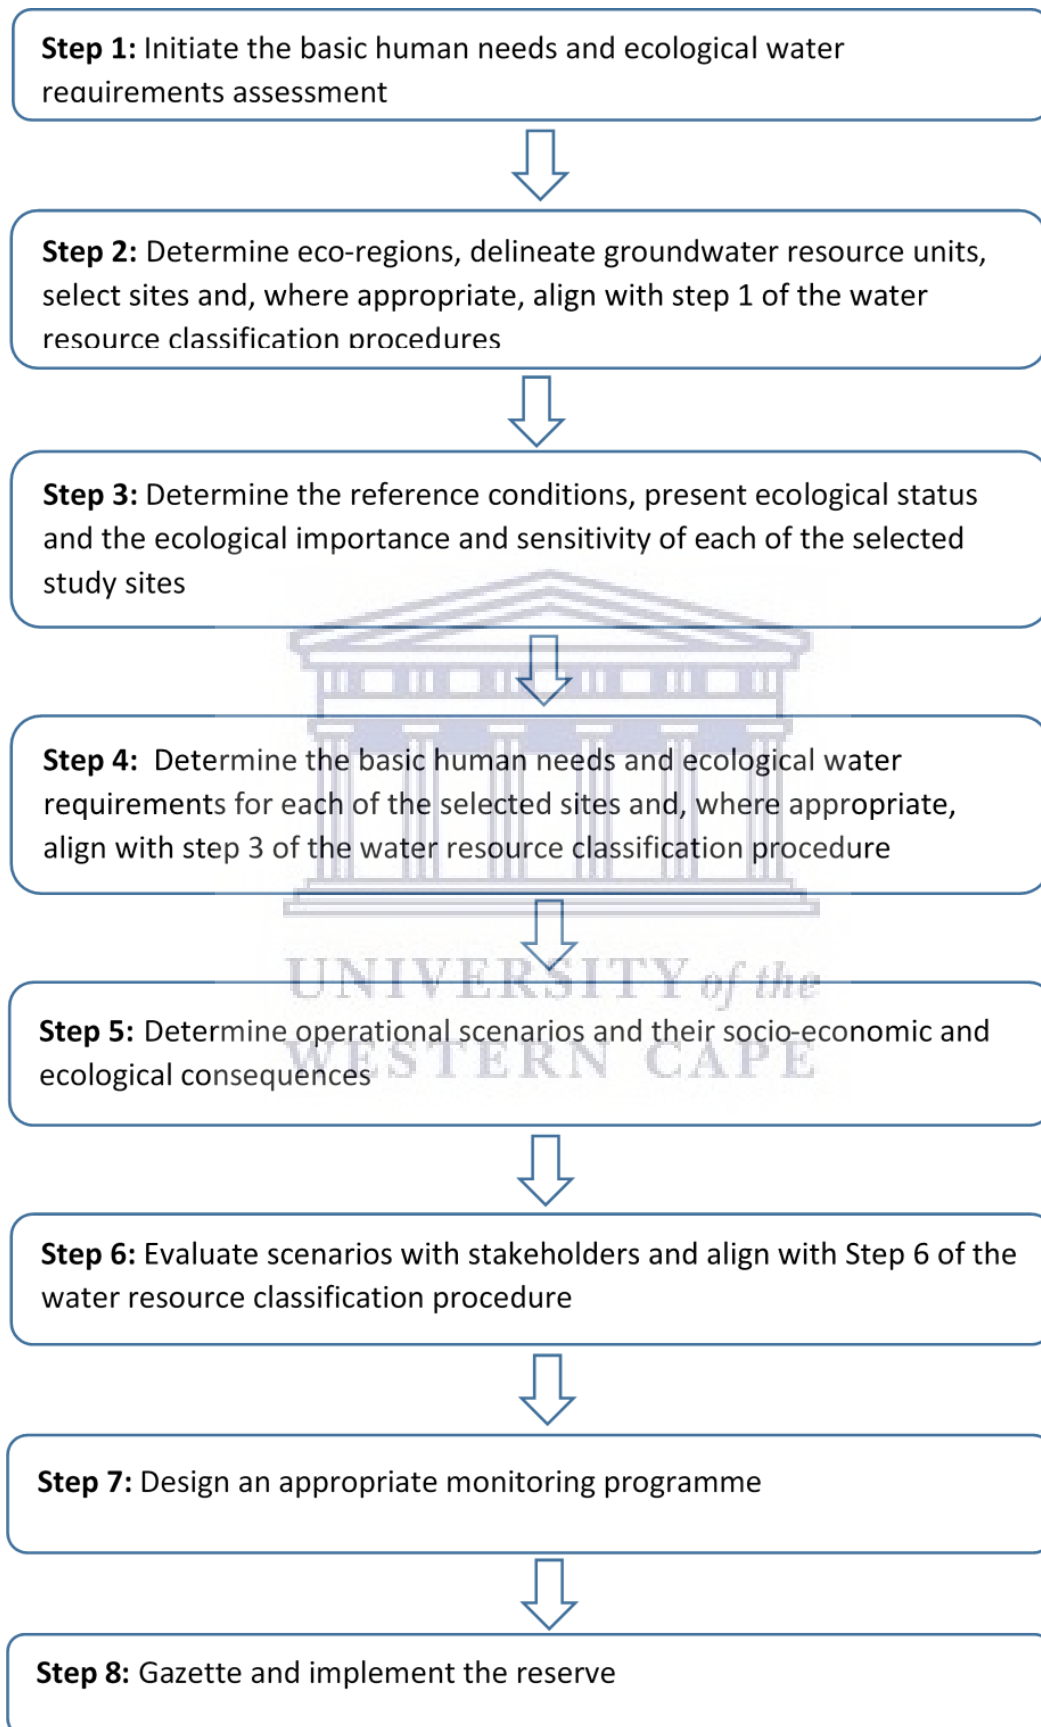 Step 1: Initiate the basic human needs and ecological water
requirements assessment
Step 2: Determine eco-regions, delineate groundwater resource units,
select sites and, where appropriate, align with step 1 of the water
resource classification procedures
Step 3: Determine the reference conditions, present ecological status
and the ecological importance and sensitivity of each of the selected
study sites
Step 4: Determine the basic human needs and ecological water
requirements for each of the selected sites and, where appropriate,
align with step 3 of the water resource classification procedure
UNIVERSITY of the
Step 5: Determine operational scenarios and their socio-economic and
WESTERN CAPE
ecological consequences
Step 6: Evaluate scenarios with stakeholders and align with Step 6 of the
water resource classification procedure
Step 7: Design an appropriate monitoring programme
Step 8: Gazette and implement the reserve